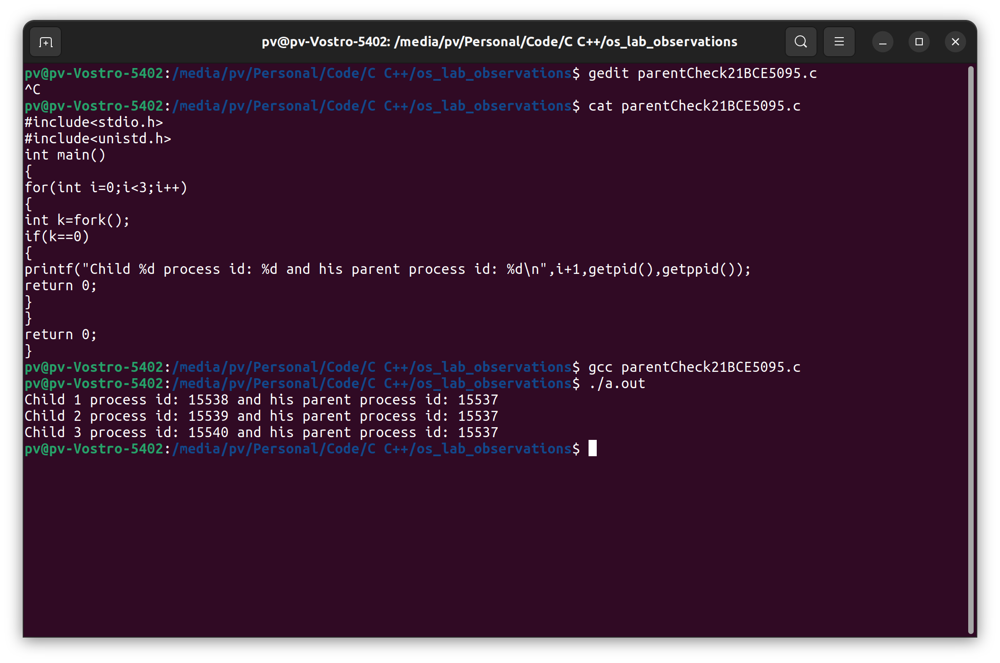 pv@pv-Vostro-5402: /media/pv/Personal/Code/C C++/os_lab_observations
pv@pv-Vostro-5402:/media/pv/Personal/Code/C C++/os_lab_observations$ gedit parentCheck21BCE5095.c
^C
pv@pv-Vostro-5402:/media/pv/Personal/Code/C C++/os_lab_observations$ cat parentCheck21BCE5095.c
#include<stdio.h>
#include<unistd.h>
int main()
{
for(int i=0;i<3;i++)
{
int k=fork();
if(k==0)
{
printf("Child %d process id: %d and his parent process id: %d\n",i+1,getpid(),getppid());
return 0;
}
}
return 0;
}
pv@pv-Vostro-5402:/media/pv/Personal/Code/C C++/os_lab_observations$ gcc parentCheck21BCE5095.c
pv@pv-Vostro-5402:/media/pv/Personal/Code/C C++/os_lab_observations$ ./a.out
Child 1 process id: 15538 and his parent process id: 15537
Child 2 process id: 15539 and his parent process id: 15537
Child 3 process id: 15540 and his parent process id: 15537
pv@pv-Vostro-5402:/media/pv/Personal/Code/C C++/os_lab_observations$